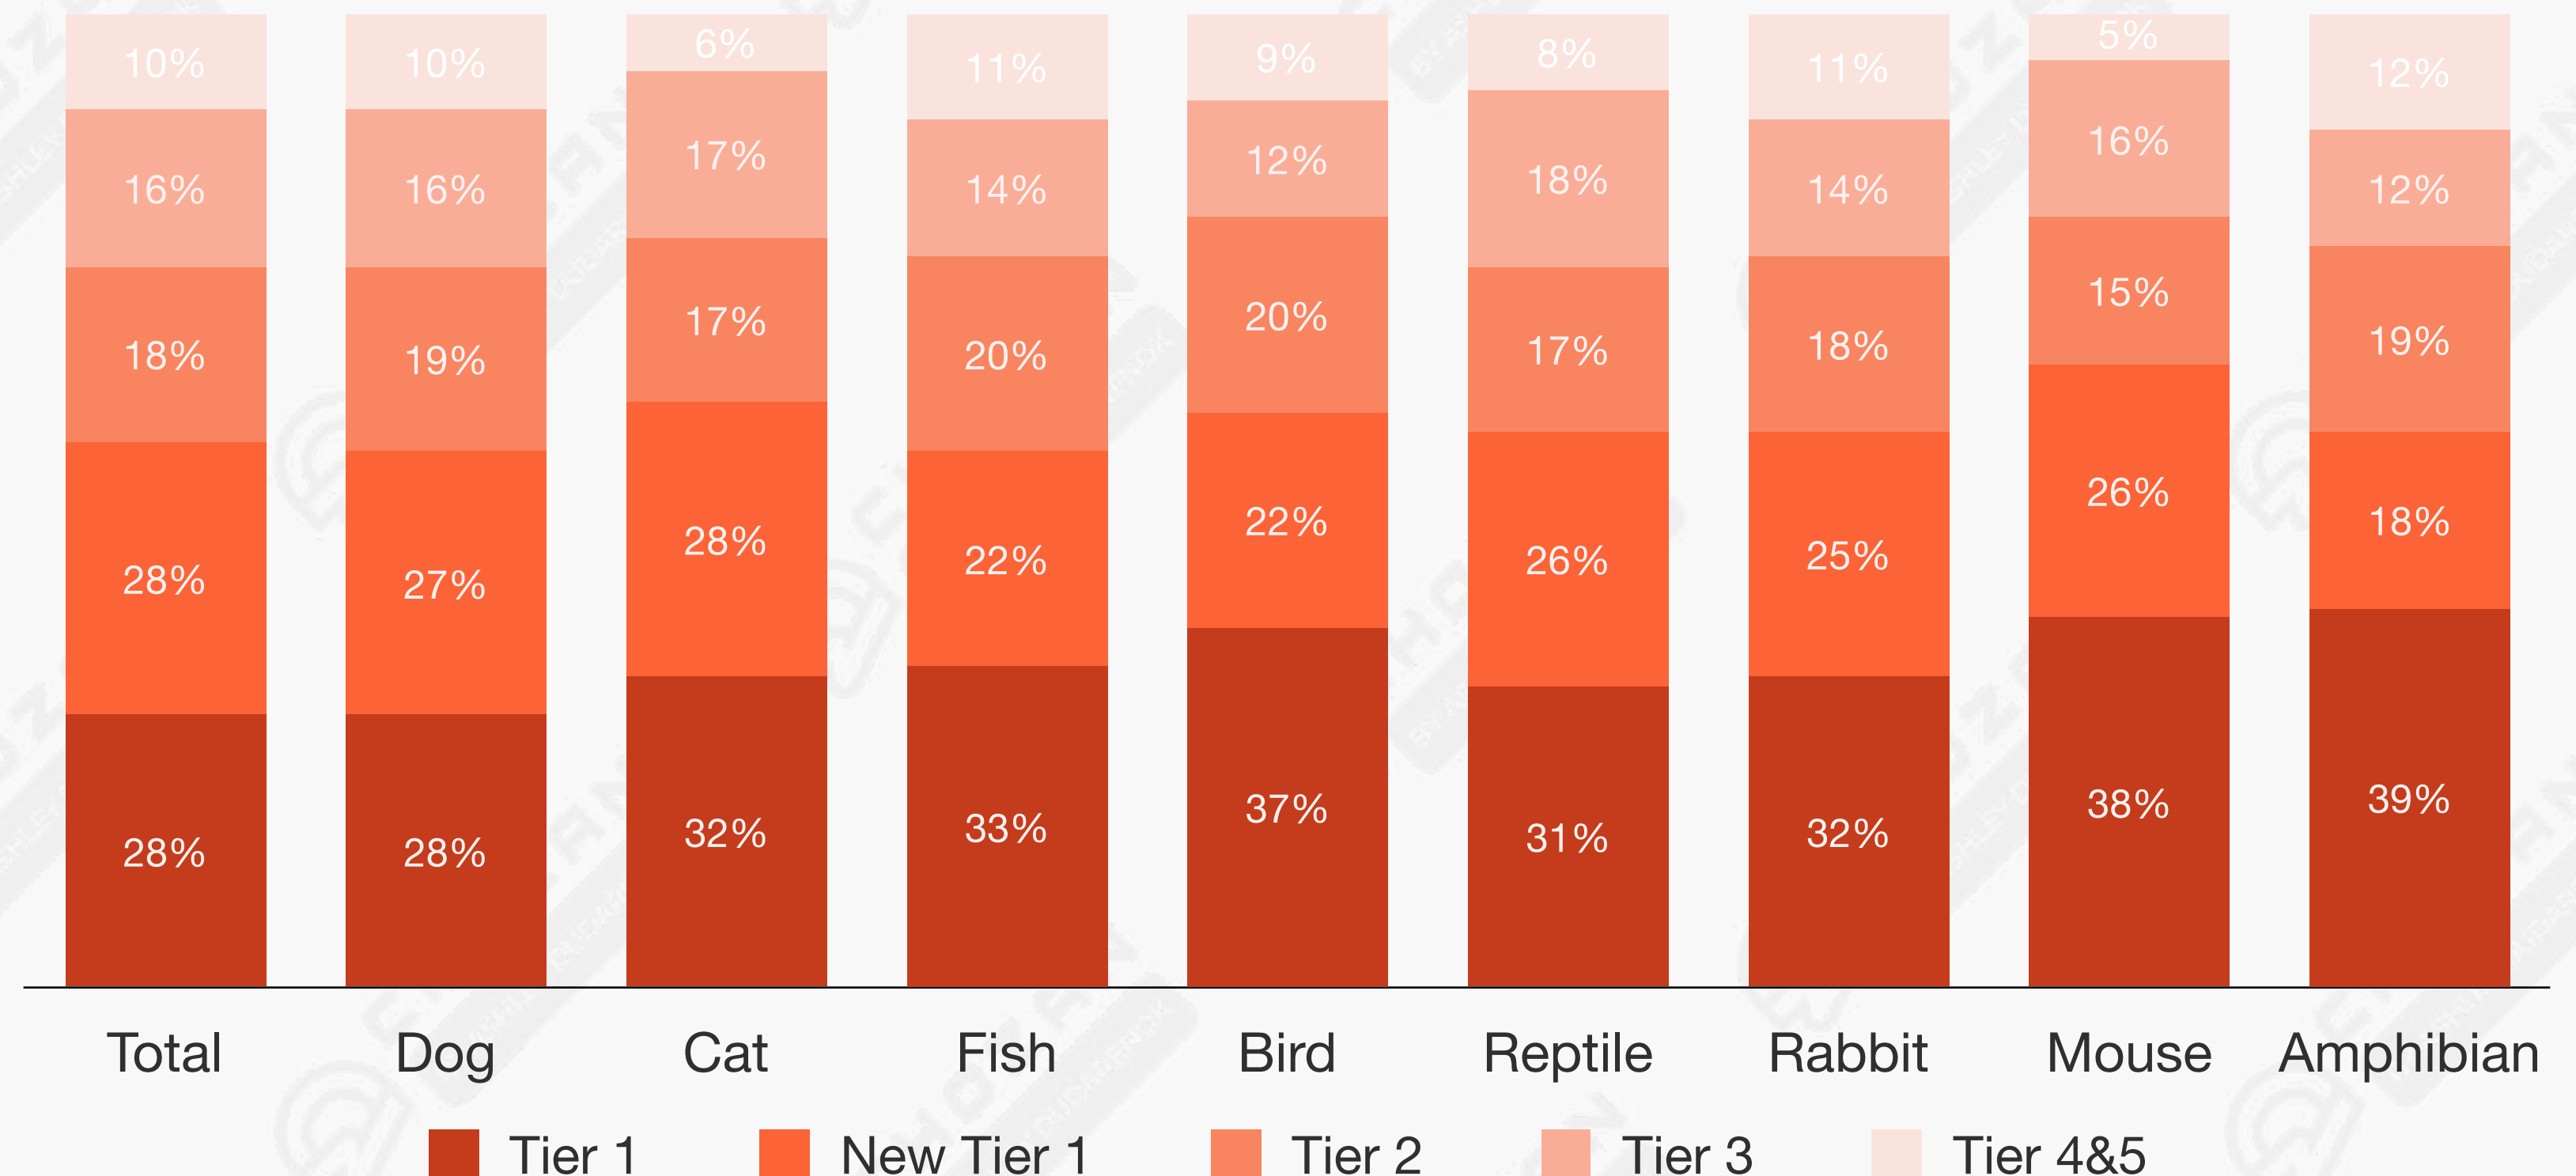 10% 10% 6% 11% 9% 8% 11% 5% 12%
16% 16% 17% 14% 12% 18% 14% 16% 12%
18% 19% 17% 20% 20% 17% 18% 15% 19%
28% 27% 28% 22% 22% 26% 25% 26% 18%
28% 28% 32% 33% 37% 31% 32% 38% 39%
Total Dog Cat Fish Bird Reptile Rabbit Mouse Amphibian
Tier 1 New Tier 1 Tier 2 Tier 3 Tier 4&5